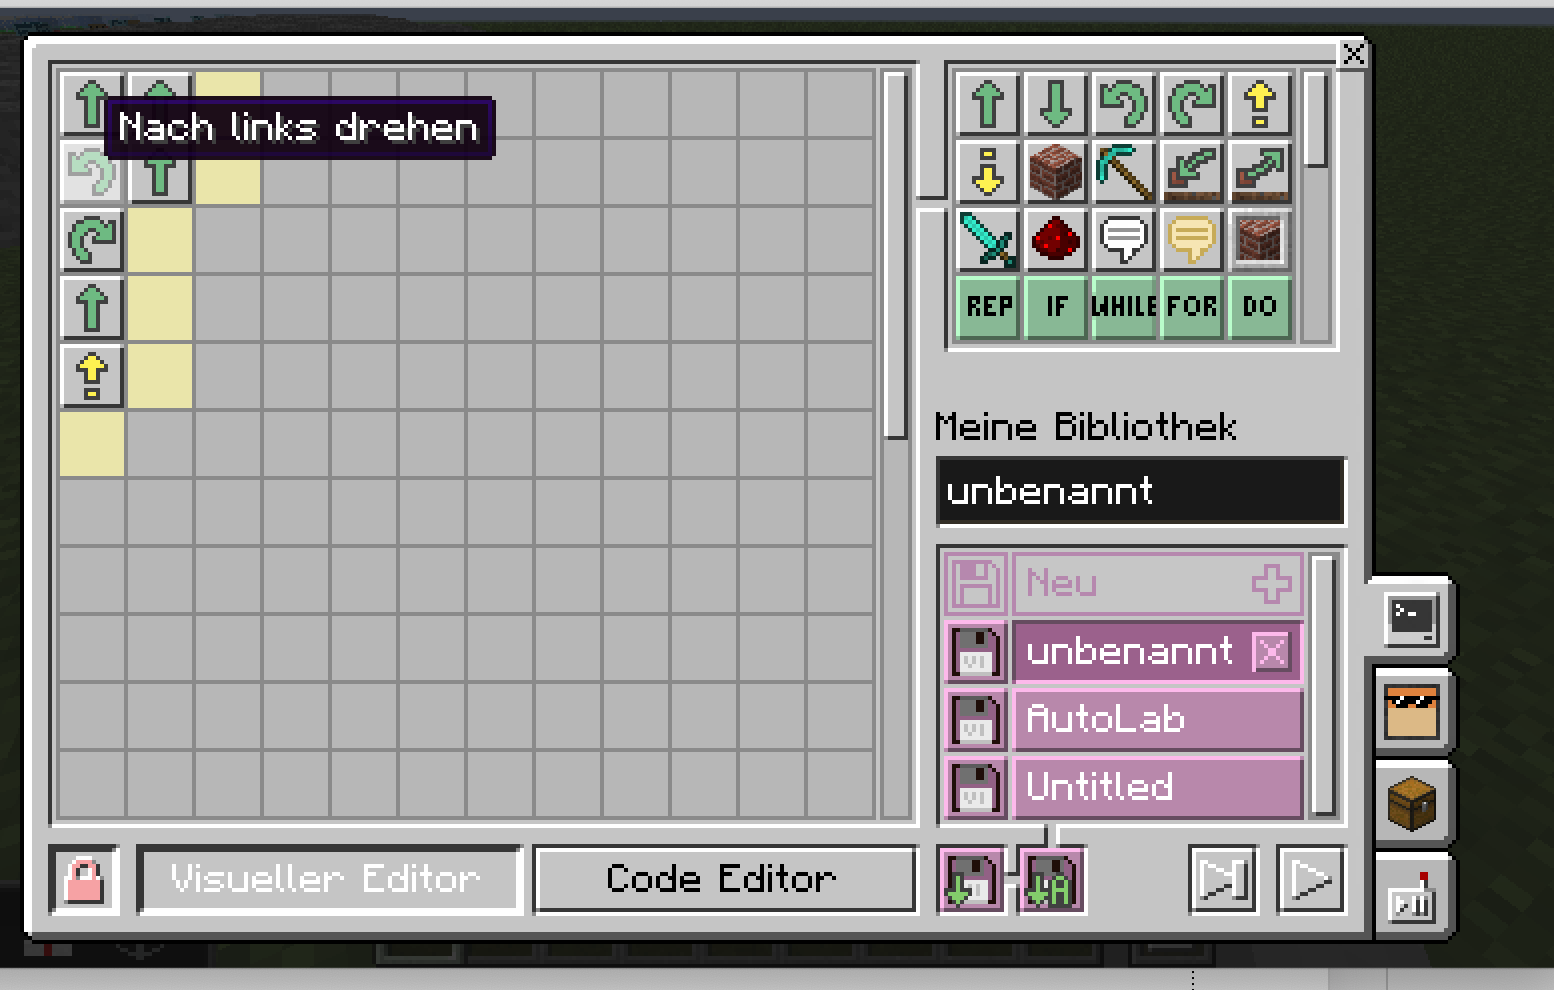 Nach links drehen
REP IF WHILE FOR DO
Meine Bibliothek
unbenannt
Neu
unbenannt
AutoLab
Untitled
Visueller Editor
Code Editor
A